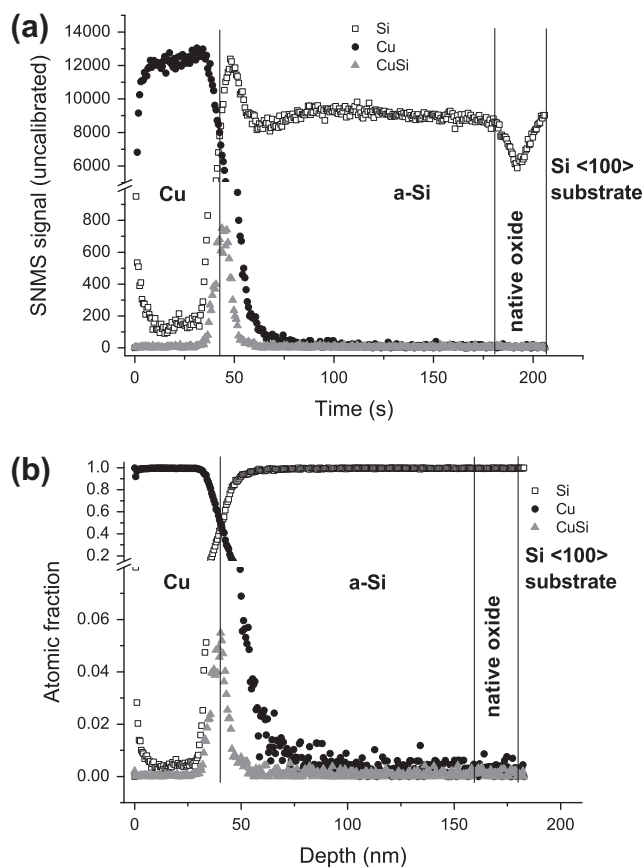 (a)
Si
Cu
CuSi
14000
12000
10000
8000
6000
800
600
400
200
0
SNMS signal (uncalibrated)
Cu
a-Si
native oxide
Si <100>
substrate
0 50 100 150 200
Time (s)
(b)
Si
Cu
CuSi
1.0
0.8
0.6
0.4
0.2
0.06
0.04
0.02
0.00
Atomic fraction
Cu
a-Si
native oxide
Si <100>
substrate
0 50 100 150 200
Depth (nm)